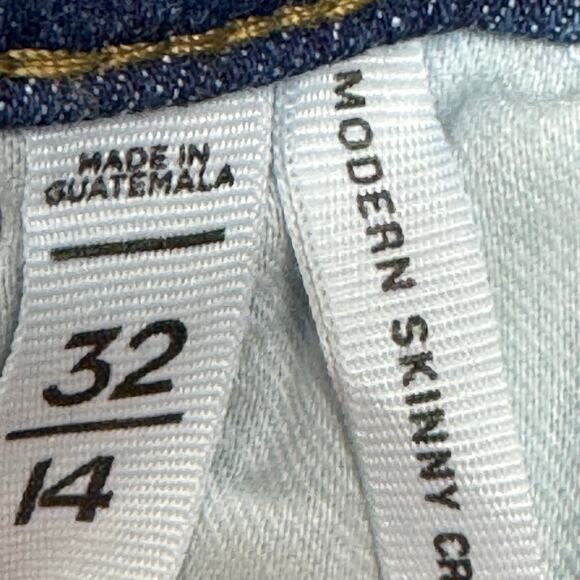 MADE IN
GUATEMALA
32
14
MODERN SKINNY